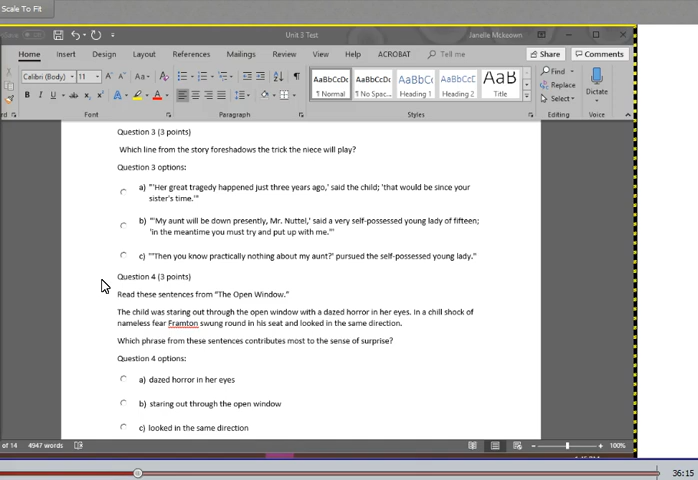 Scale To Fit
Unit 3 Test
Janelle Mckeown
Home Insert Draw Design Layout References Mailings Review View Help ACROBAT Tell me Share Comments
Calibri (Body) 11 A A Aa
AaBbCcDc AaBbCcDc AaBbCc AaBbCcD AaB
Normal No Spac... Heading 1 Heading 2 Title
Find
Replace
Select
Dictate
Font Paragraph Styles Editing Voice
Question 3 (3 points)
Which line from the story foreshadows the trick the niece will play?
Question 3 options:
a) "'Her great tragedy happened just three years ago,' said the child; 'that would be since your
sister's time.'"
b) "'My aunt will be down presently, Mr. Nuttel,' said a very self-possessed young lady of fifteen;
'in the meantime you must try and put up with me.'"
c) "'Then you know practically nothing about my aunt?' pursued the self-possessed young lady."
Question 4 (3 points)
Read these sentences from "The Open Window."
The child was staring out through the open window with a dazed horror in her eyes. In a chill shock of
nameless fear Framton swung round in his seat and looked in the same direction.
Which phrase from these sentences contributes most to the sense of surprise?
Question 4 options:
a) dazed horror in her eyes
b) staring out through the open window
c) looked in the same direction
of 14 4947 words 100%
36:15